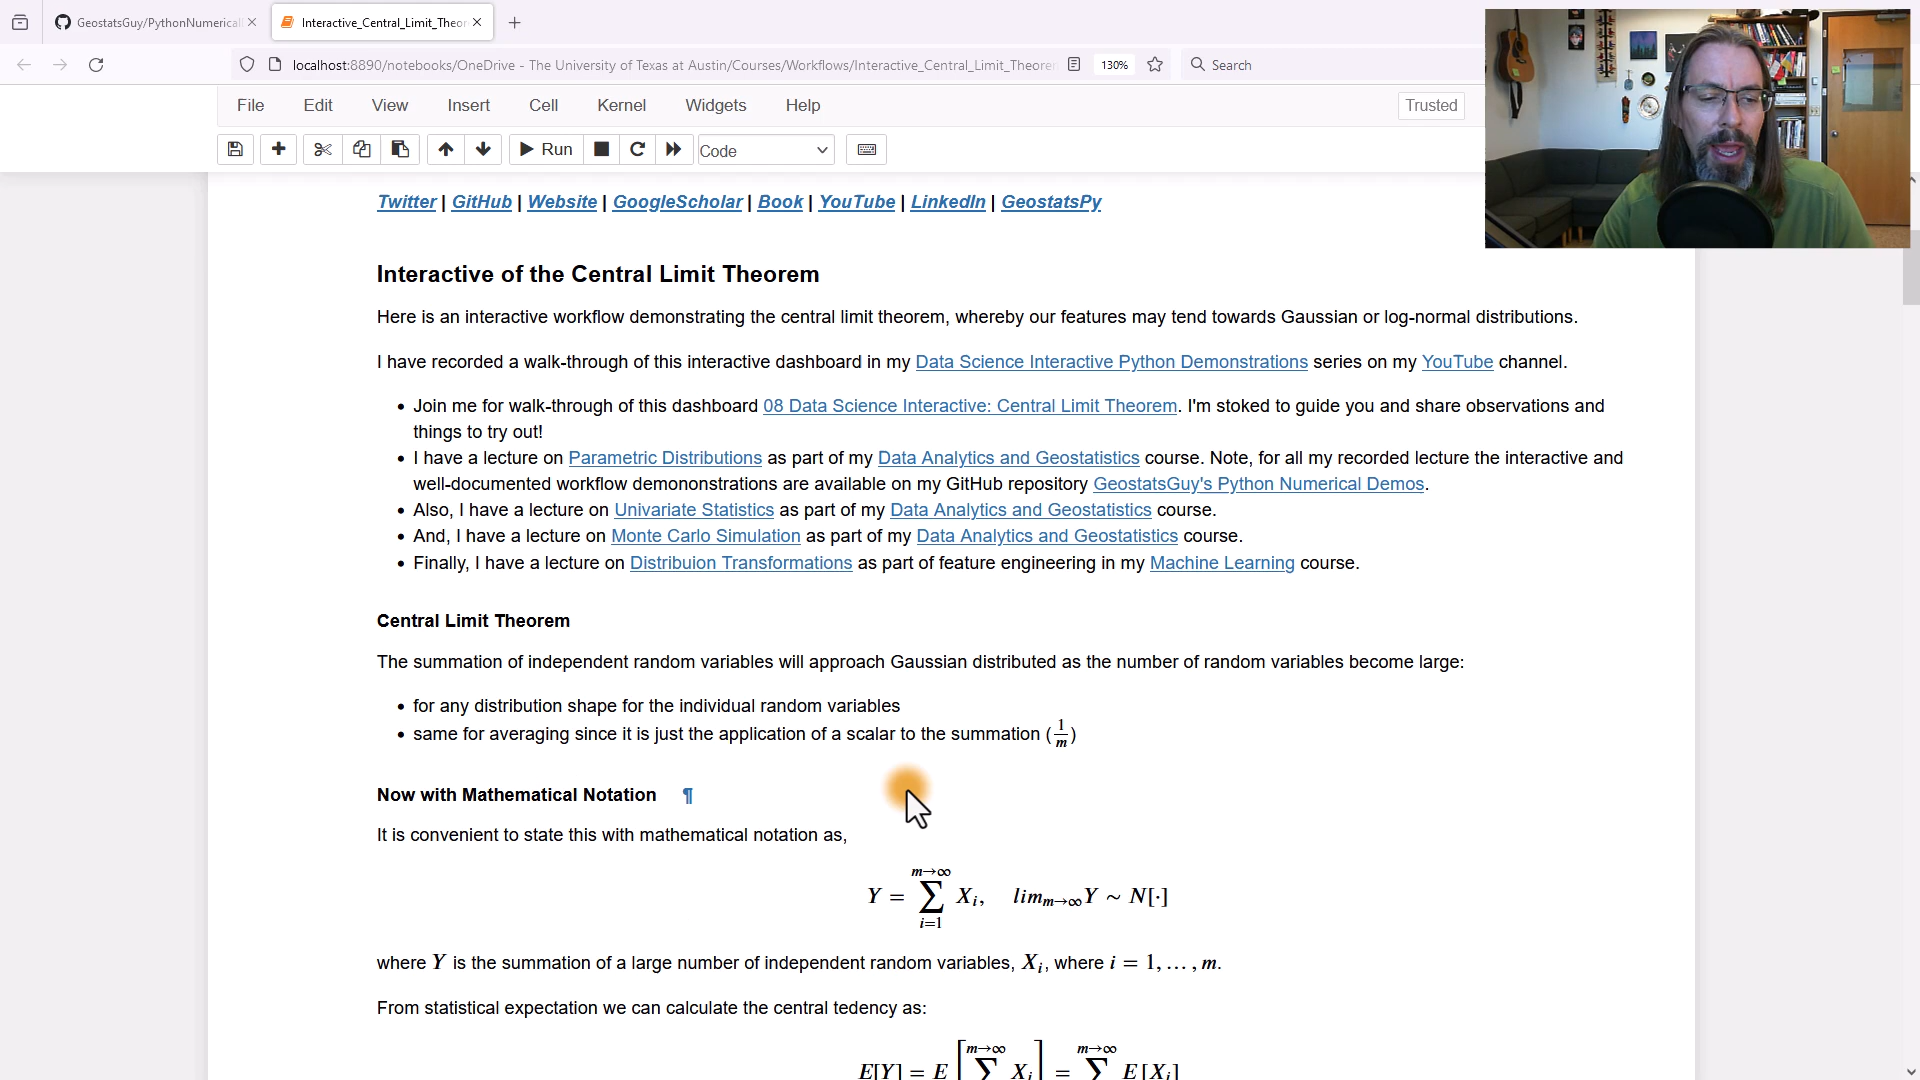 GeostatsGuy/PythonNumerical
Interactive_Central_Limit_Theor
localhost:8890/notebooks/OneDrive - The University of Texas at Austin/Courses/Workflows/Interactive_Central_Limit_Theorem
130%
Search
File Edit View Insert Cell Kernel Widgets Help
Trusted
Run
Code
Twitter | GitHub | Website | GoogleScholar | Book | YouTube | LinkedIn | GeostatsPy
Interactive of the Central Limit Theorem
Here is an interactive workflow demonstrating the central limit theorem, whereby our features may tend towards Gaussian or log-normal distributions.
I have recorded a walk-through of this interactive dashboard in my Data Science Interactive Python Demonstrations series on my YouTube channel.
• Join me for walk-through of this dashboard 08 Data Science Interactive: Central Limit Theorem. I'm stoked to guide you and share observations and
things to try out!
• I have a lecture on Parametric Distributions as part of my Data Analytics and Geostatistics course. Note, for all my recorded lecture the interactive and
well-documented workflow demononstrations are available on my GitHub repository GeostatsGuy's Python Numerical Demos.
• Also, I have a lecture on Univariate Statistics as part of my Data Analytics and Geostatistics course.
• And, I have a lecture on Monte Carlo Simulation as part of my Data Analytics and Geostatistics course.
• Finally, I have a lecture on Distribuion Transformations as part of feature engineering in my Machine Learning course.
Central Limit Theorem
The summation of independent random variables will approach Gaussian distributed as the number of random variables become large:
• for any distribution shape for the individual random variables
• same for averaging since it is just the application of a scalar to the summation (1/m)
Now with Mathematical Notation ¶
It is convenient to state this with mathematical notation as,
Y = ∑_{i=1}^{m→∞} X_i, lim_{m→∞} Y ~ N[·]
where Y is the summation of a large number of independent random variables, X_i, where i = 1, … , m.
From statistical expectation we can calculate the central tedency as:
E[Y] = E [∑^{m→∞} X_i] = ∑^{m→∞} E[X_i]